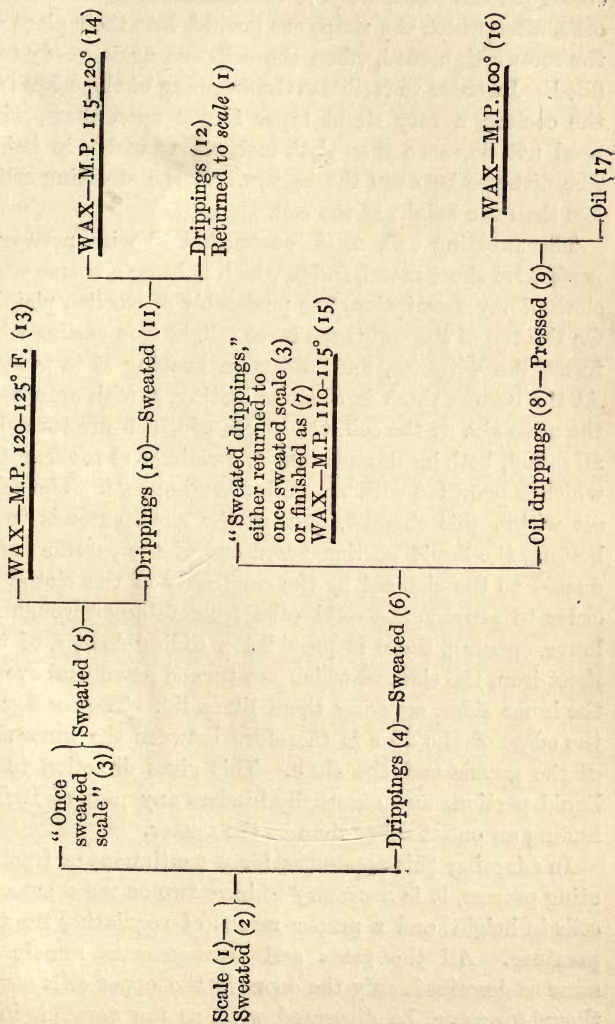 Scale (1)—
Sweated (2)—
“Once
sweated
scale” (3)
Sweated (5)—
WAX—M.P. 120–125° F. (13)
Drippings (10)—Sweated (11)—
WAX—M.P. 115–120° (14)
Drippings (12)
Returned to scale (1)
Drippings (4)—Sweated (6)—
“Sweated drippings,”
either returned to
once sweated scale (3)
or finished as (7)
WAX—M.P. 110–115° (15)
Oil drippings (8)—Pressed (9)—
WAX—M.P. 100° (16)
Oil (17)